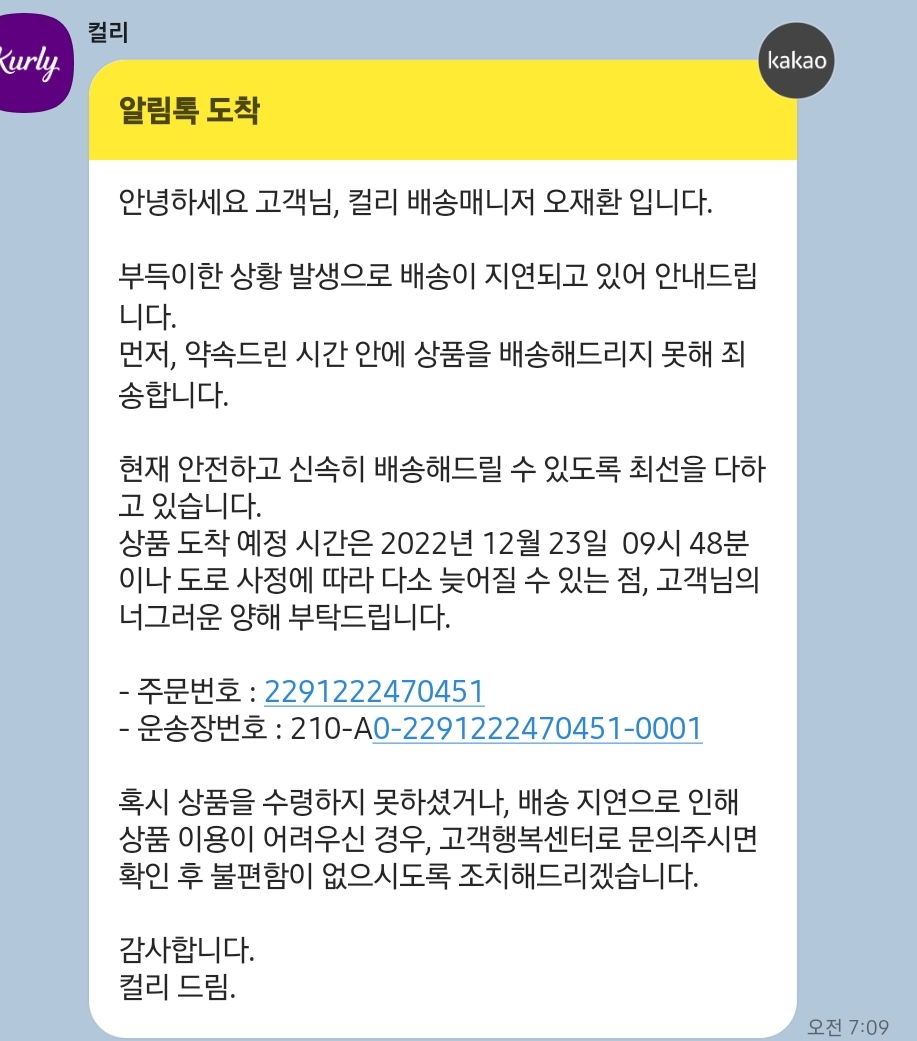 컬리
Kurly
kakao
알림톡 도착
안녕하세요 고객님, 컬리 배송매니저 오재환 입니다.
부득이한 상황 발생으로 배송이 지연되고 있어 안내드립
니다.
먼저, 약속드린 시간 안에 상품을 배송해드리지 못해 죄
송합니다.
현재 안전하고 신속히 배송해드릴 수 있도록 최선을 다하
고 있습니다.
상품 도착 예정 시간은 2022년 12월 23일  09시 48분
이나 도로 사정에 따라 다소 늦어질 수 있는 점, 고객님의
너그러운 양해 부탁드립니다.
- 주문번호 : 2291222470451
- 운송장번호 : 210-A0-2291222470451-0001
혹시 상품을 수령하지 못하셨거나, 배송 지연으로 인해
상품 이용이 어려우신 경우, 고객행복센터로 문의주시면
확인 후 불편함이 없으시도록 조치해드리겠습니다.
감사합니다.
컬리 드림.
오전 7:09